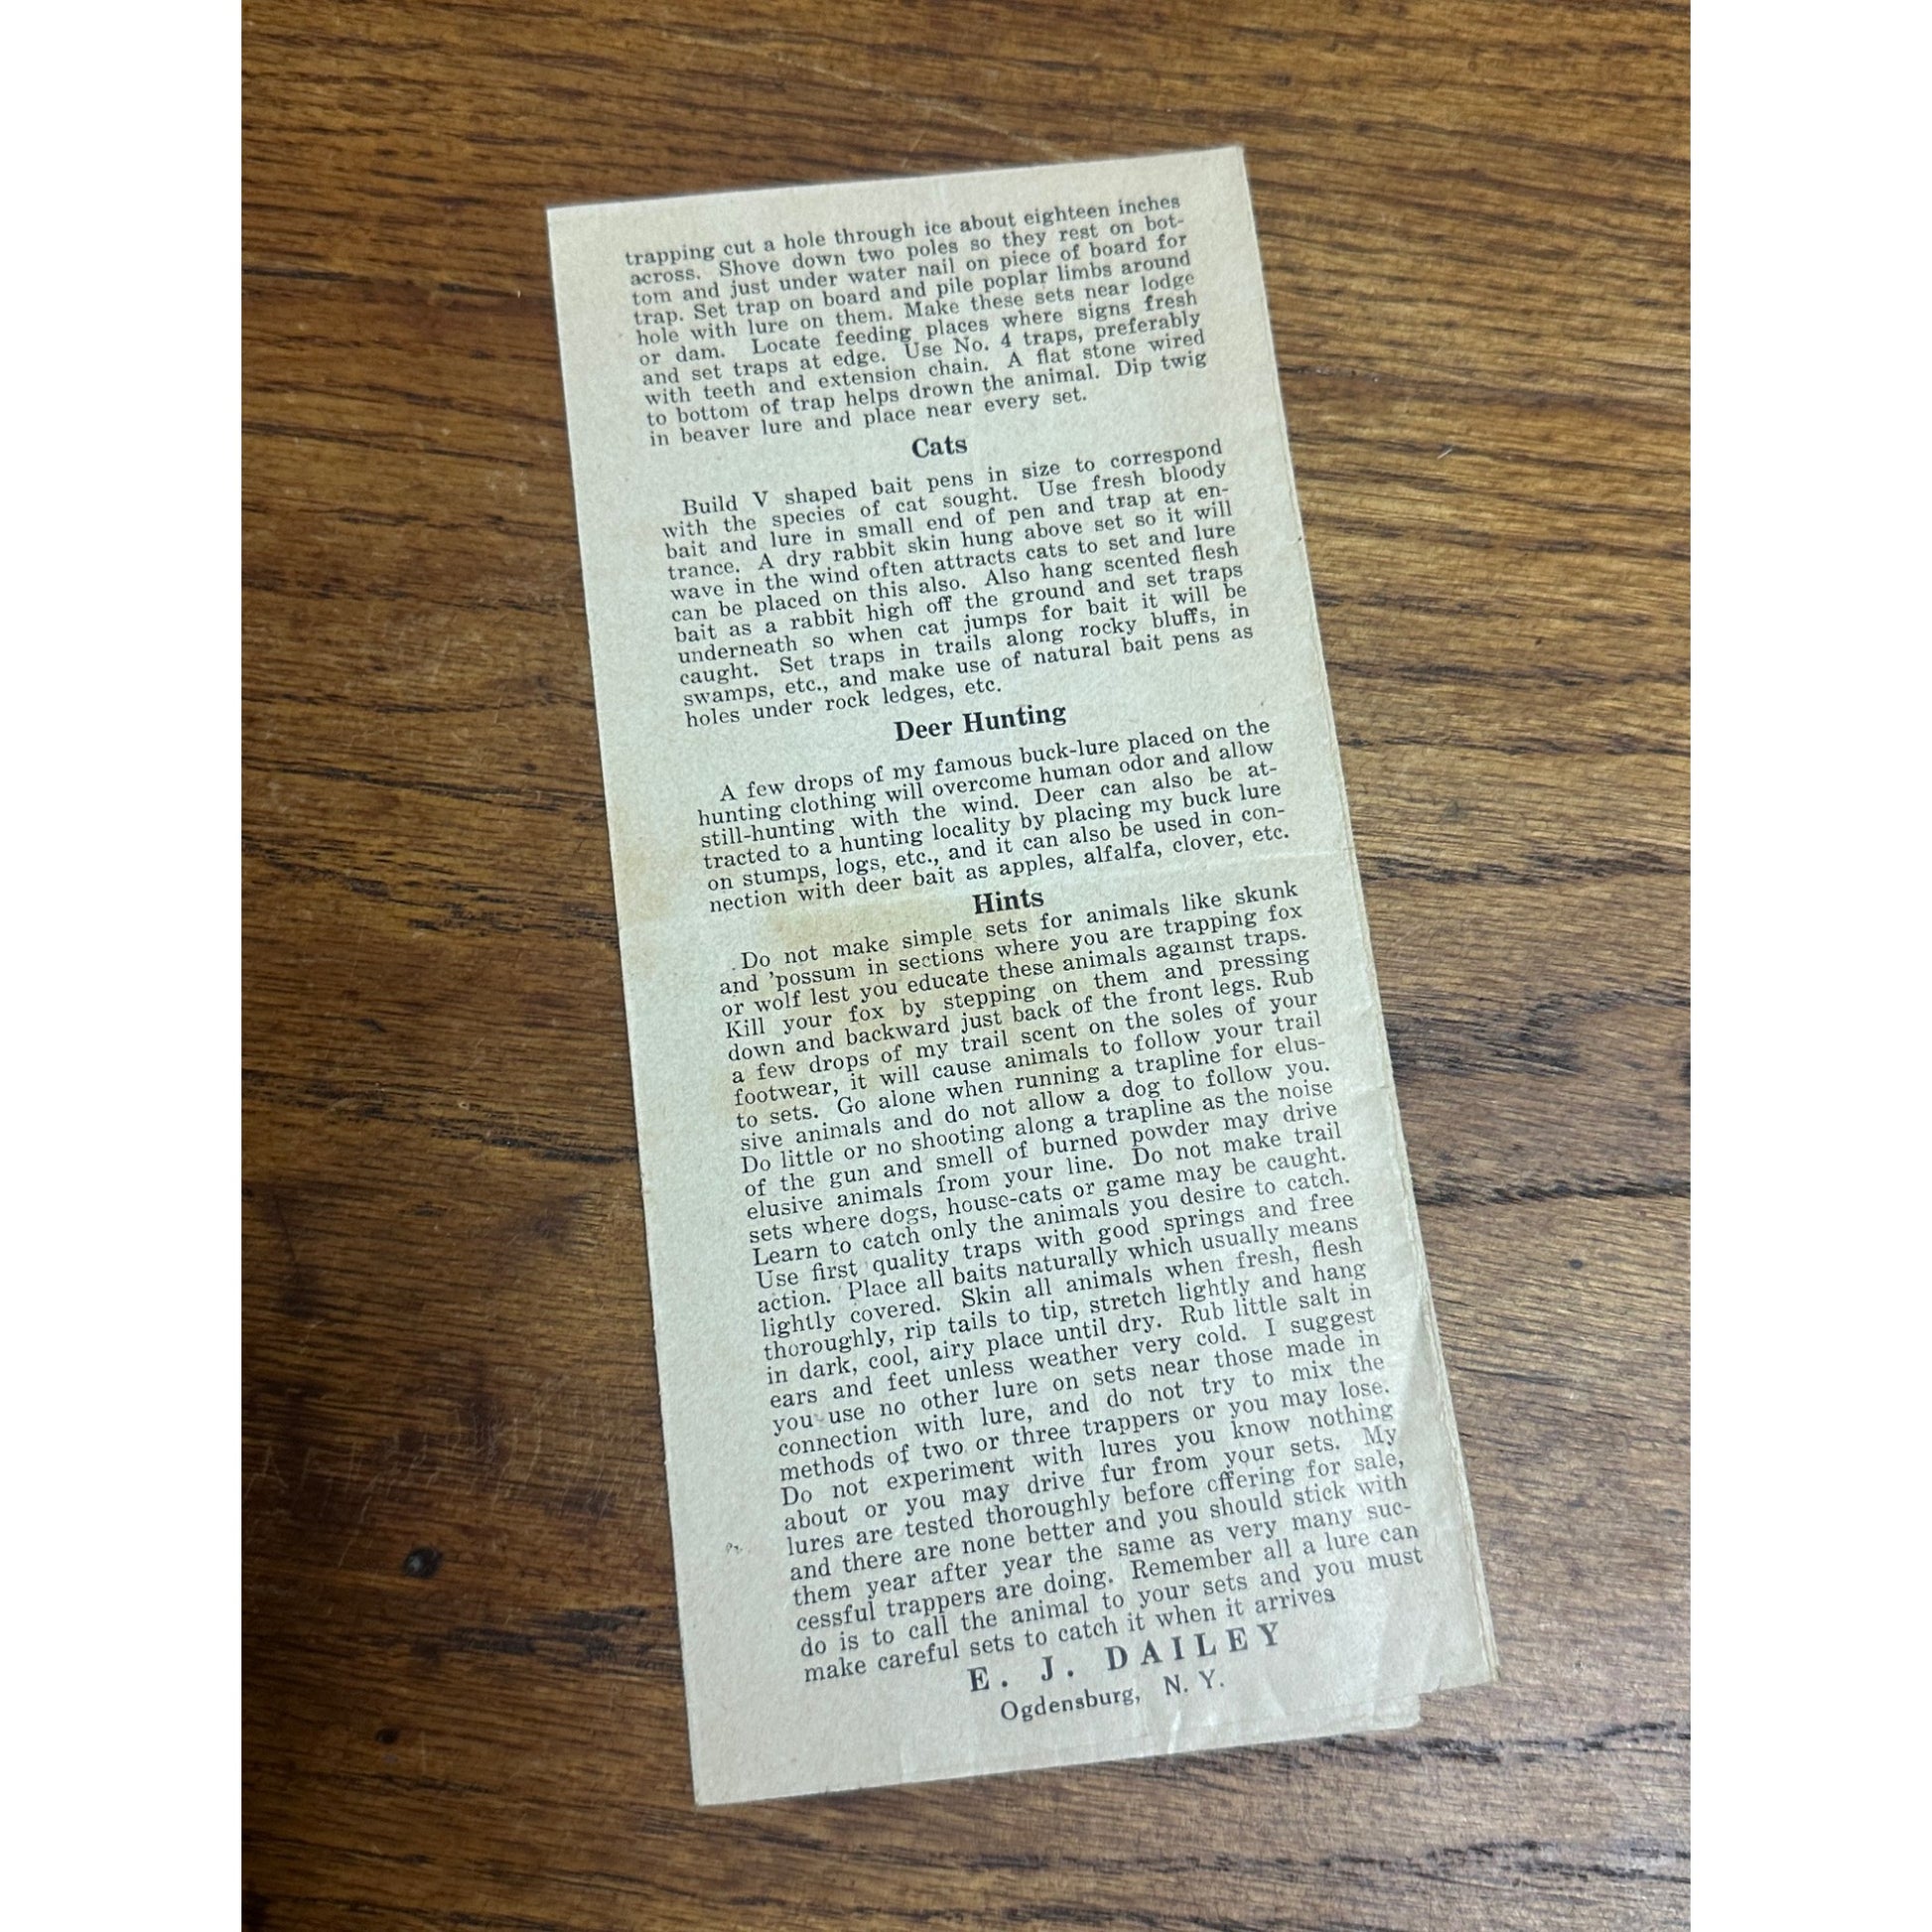 trapping cut a hole through ice about eighteen inches
across. Shove down two poles so they rest on bot-
tom and just under water nail on piece of board for
trap. Set trap on board and pile poplar limbs around
hole with lure on them. Make these sets near lodge
or dam. Locate feeding places where signs fresh
and set traps at edge. Use No. 4 traps, preferably
with teeth and extension chain. A flat stone wired
to bottom of trap helps drown the animal. Dip twig
in beaver lure and place near every set.
Cats
Build V shaped bait pens in size to correspond
with the species of cat sought. Use fresh bloody
bait and lure in small end of pen and trap at en-
trance. A dry rabbit skin hung above set so it will
wave in the wind often attracts cats to set and lure
can be placed on this also. Also hang scented flesh
bait as a rabbit high off the ground and set traps
underneath so when cat jumps for bait it will be
caught. Set traps in trails along rocky bluffs, in
swamps, etc., and make use of natural bait pens as
holes under rock ledges, etc.
Deer Hunting
A few drops of my famous buck-lure placed on the
hunting clothing will overcome human odor and allow
still-hunting with the wind. Deer can also be at-
tracted to a hunting locality by placing my buck lure
on stumps, logs, etc., and it can also be used in con-
nection with deer bait as apples, alfalfa, clover, etc.
Hints
Do not make simple sets for animals like skunk
and 'possum in sections where you are trapping fox
or wolf lest you educate these animals against traps.
Kill your fox by stepping on them and pressing
down and backward just back of the front legs. Rub
a few drops of my trail scent on the soles of your
footwear, it will cause animals to follow your trail
to sets. Go alone when running a trapline for elus-
sive animals and do not allow a dog to follow you.
Do little or no shooting along a trapline as the noise
of the gun and smell of burned powder may drive
elusive animals from your line. Do not make trail
sets where dogs, house-cats or game may be caught.
Learn to catch only the animals you desire to catch.
Use first quality traps with good springs and free
action. Place all baits naturally which usually means
lightly covered. Skin all animals when fresh, flesh
thoroughly, rip tails to tip, stretch lightly and hang
in dark, cool, airy place until dry. Rub little salt in
ears and feet unless weather very cold. I suggest
you use no other lure on sets near those made in
connection with lure, and do not try to mix the
methods of two or three trappers or you may lose.
Do not experiment with lures you know nothing
about or you may drive fur from your sets. My
lures are tested thoroughly before offering for sale,
and there are none better and you should stick with
them year after year the same as very many suc-
cessful trappers are doing. Remember all a lure can
do is to call the animal to your sets and you must
make careful sets to catch it when it arrives
E. J. DAILEY
Ogdensburg, N. Y.